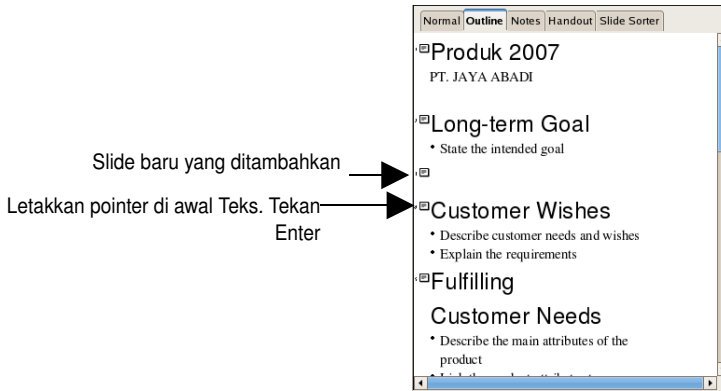 Normal Outline Notes Handout Slide Sorter
Produk 2007
PT. JAYA ABADI
Long-term Goal
• State the intended goal
Slide baru yang ditambahkan
Letakkan pointer di awal Teks. Tekan
Enter
Customer Wishes
• Describe customer needs and wishes
• Explain the requirements
Fulfilling
Customer Needs
• Describe the main attributes of the
product